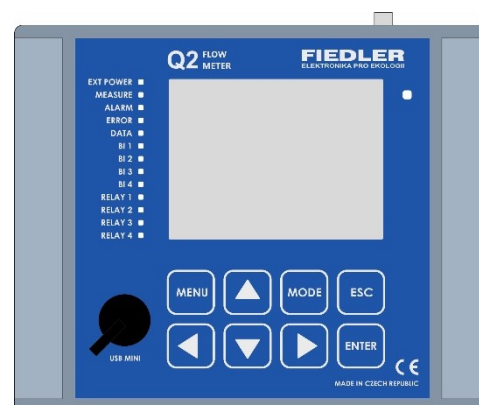 Q2 FLOW METER
FIEDLER
ELEKTRONIKA PRO EKOLOGII
EXT POWER
MEASURE
ALARM
ERROR
DATA
BI 1
BI 2
BI 3
BI 4
RELAY 1
RELAY 2
RELAY 3
RELAY 4
MENU
MODE
ESC
ENTER
USB MINI
CE
MADE IN CZECH REPUBLIC